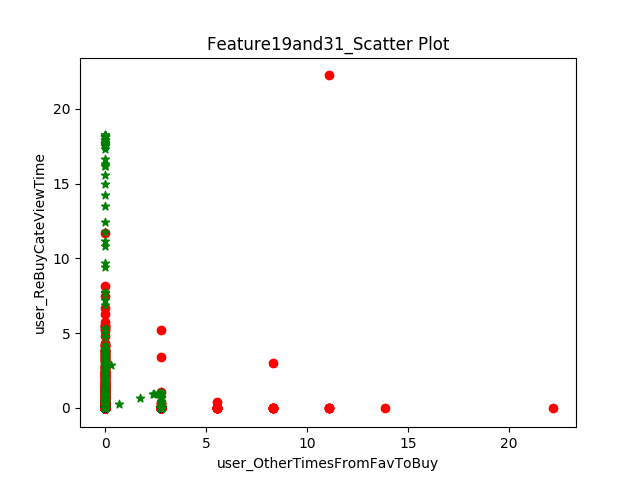 Feature19and31_Scatter Plot
user_ReBuyCateViewTime
20
15
10
5
0
0 5 10 15 20
user_OtherTimesFromFavToBuy